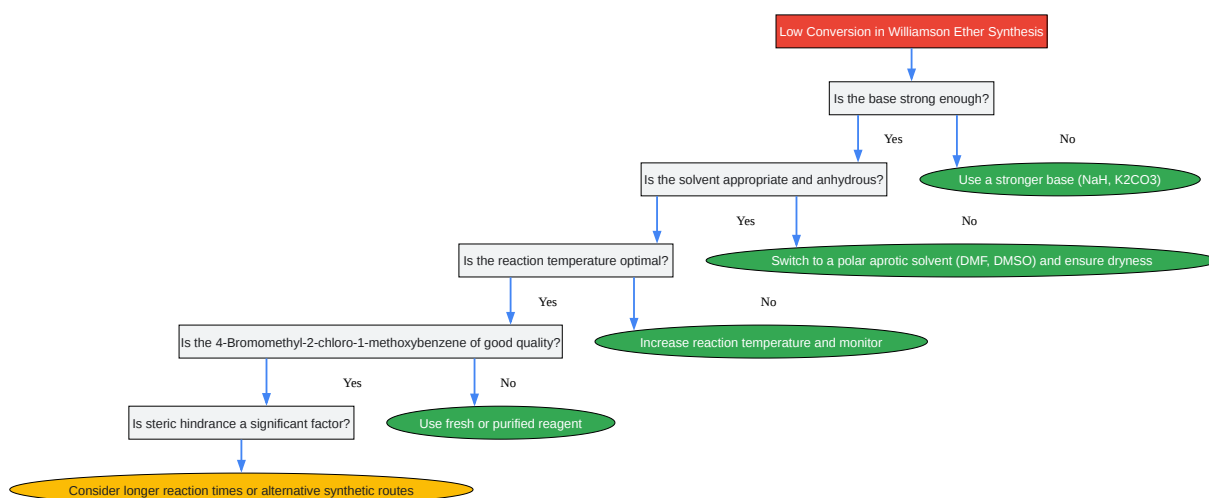 Low Conversion in Williamson Ether Synthesis
Is the base strong enough?
Yes
No
Is the solvent appropriate and anhydrous?
Use a stronger base (NaH, K2CO3)
Yes
No
Is the reaction temperature optimal?
Switch to a polar aprotic solvent (DMF, DMSO) and ensure dryness
Yes
No
Is the 4-Bromomethyl-2-chloro-1-methoxybenzene of good quality?
Increase reaction temperature and monitor
Yes
No
Is steric hindrance a significant factor?
Use fresh or purified reagent
Consider longer reaction times or alternative synthetic routes